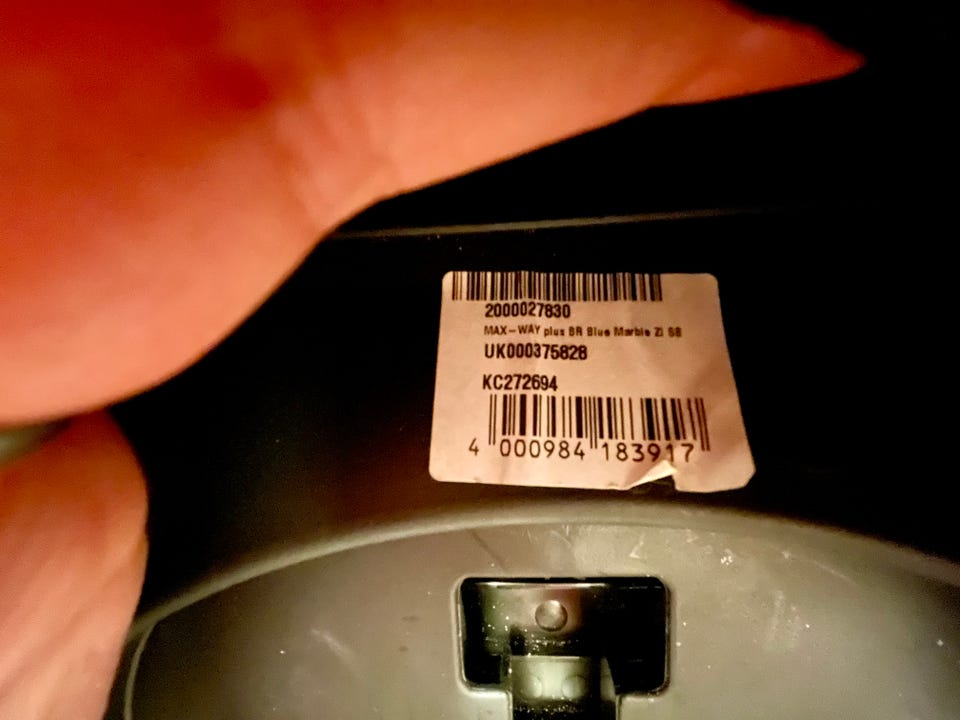 2000027830
MAX-WAY plus BR Blue Marble ZI SB
UK000375828
KC272694
4 000984 183917